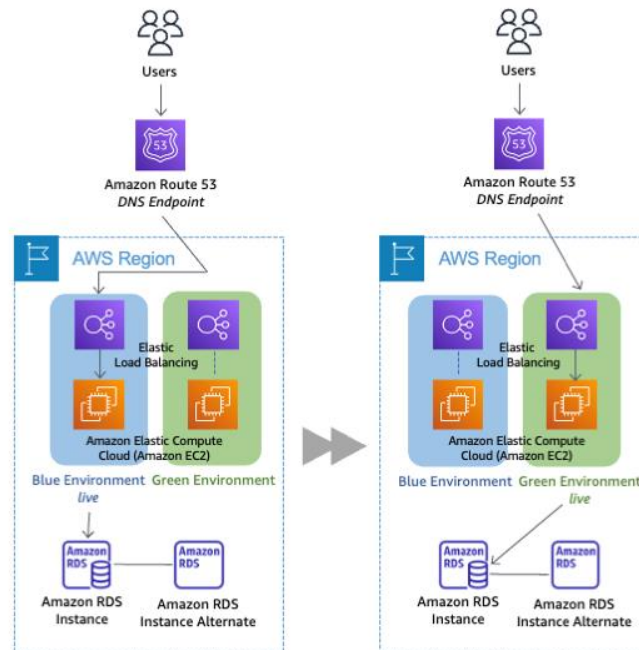 Users
53
Amazon Route 53
DNS Endpoint
AWS Region
Elastic
Load Balancing
Amazon Elastic Compute
Cloud (Amazon EC2)
Blue Environment
live
Green Environment
Amazon
RDS
Amazon RDS
Instance
Amazon
RDS
Amazon RDS
Instance Alternate
Users
53
Amazon Route 53
DNS Endpoint
AWS Region
Elastic
Load Balancing
Amazon Elastic Compute
Cloud (Amazon EC2)
Blue Environment
Green Environment
live
Amazon
RDS
Amazon RDS
Instance
Amazon
RDS
Amazon RDS
Instance Alternate